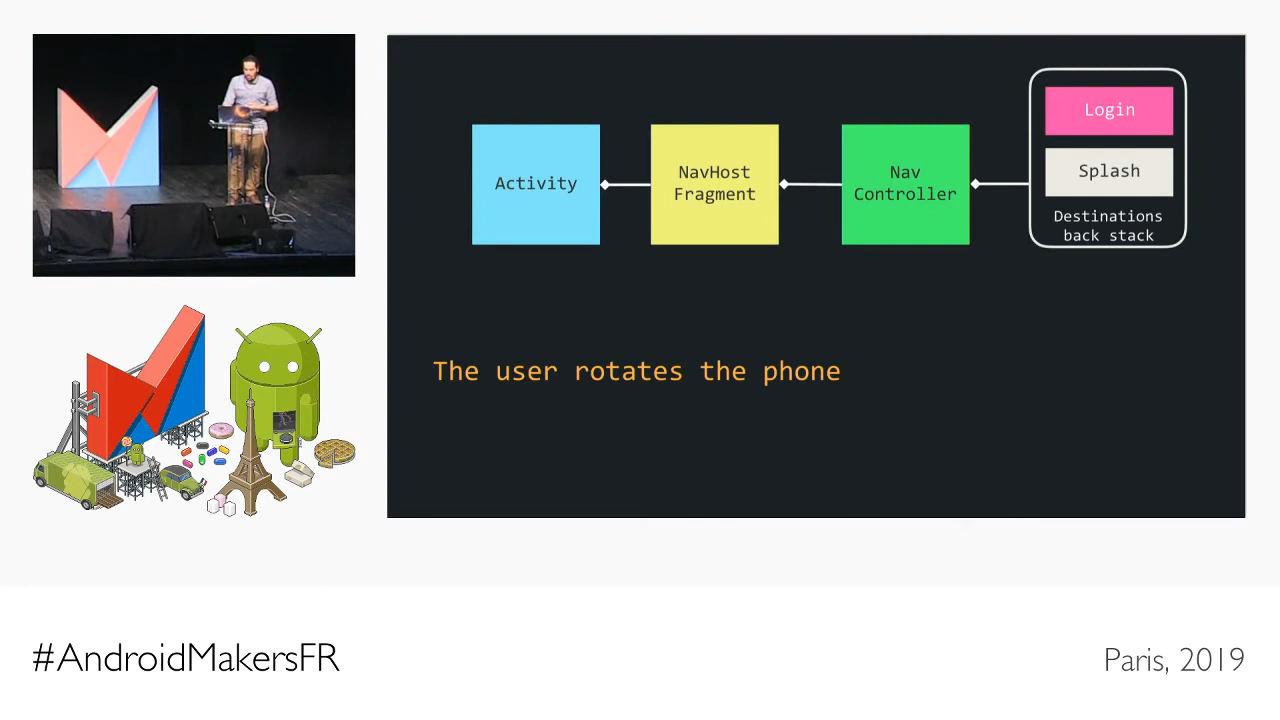 Activity
NavHost
Fragment
Nav
Controller
Login
Splash
Destinations
back stack
The user rotates the phone
#AndroidMakersFR
Paris, 2019